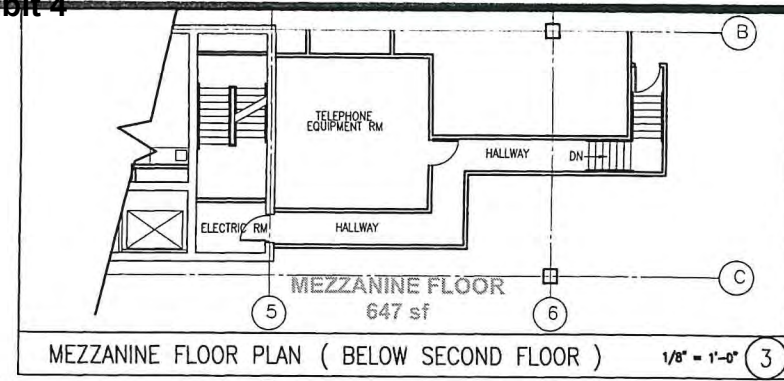 bit 4
B
TELEPHONE
EQUIPMENT RM
HALLWAY
DN
ELECTRIC RM
HALLWAY
MEZZANINE FLOOR
647 sf
C
5
6
MEZZANINE FLOOR PLAN ( BELOW SECOND FLOOR )
1/8" = 1'-0"
3